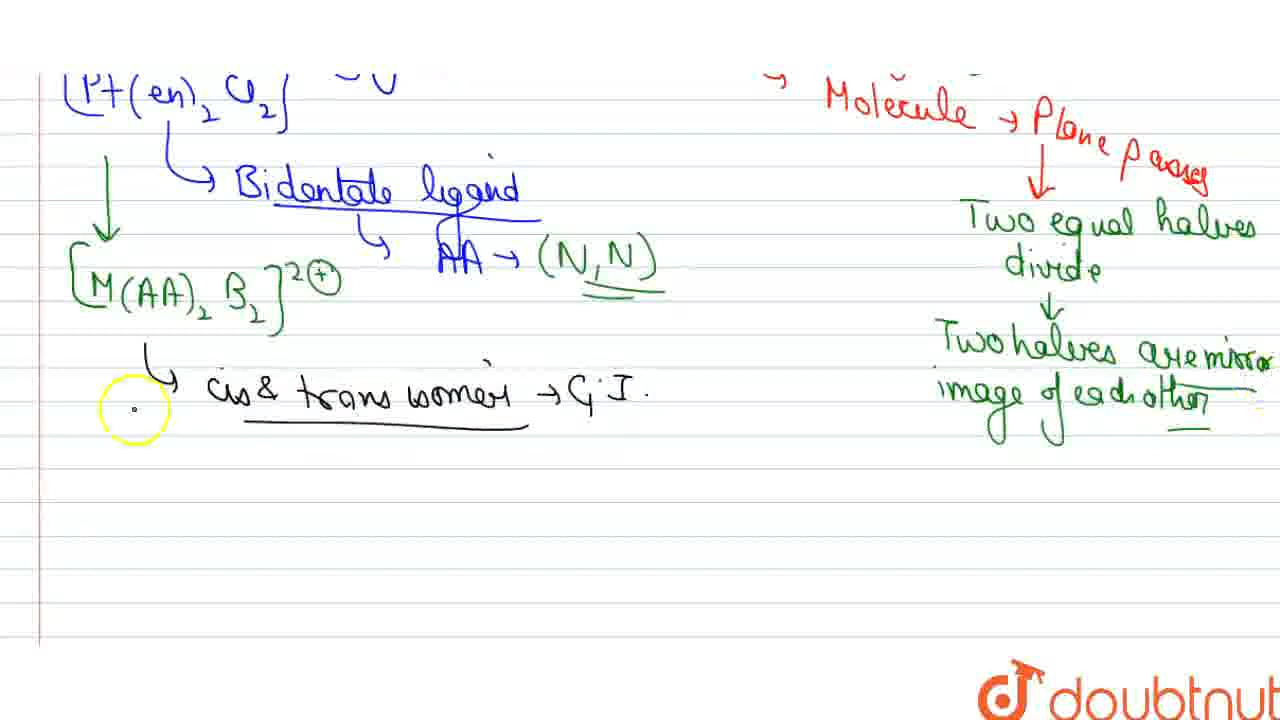 [Pt(en)₂ Cl₂]
↳ Bidentate ligand
↳ AA → (N, N)
[M(AA)₂ B₂]²⁺
↳ cis & trans isomer → G.I.
→ Molecule → Plane passes
↓
Two equal halves
divide
↓
Two halves are mirror
image of each other
doubtnut